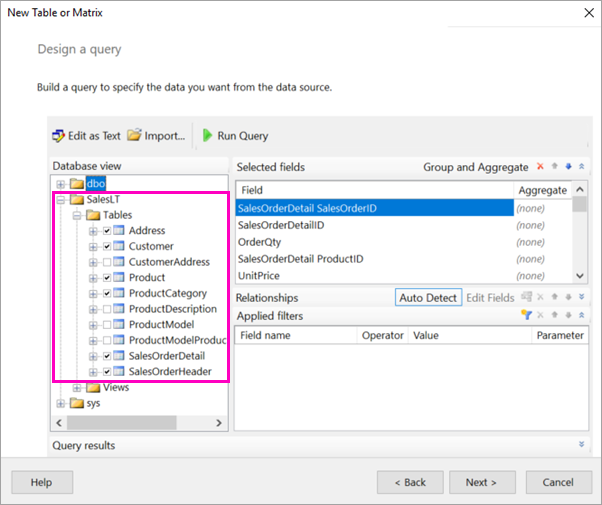 New Table or Matrix
Design a query
Build a query to specify the data you want from the data source.
Edit as Text Import... Run Query
Database view
dbo
SalesLT
Tables
Address
Customer
CustomerAddress
Product
ProductCategory
ProductDescription
ProductModel
ProductModelProduc
SalesOrderDetail
SalesOrderHeader
Views
sys
Selected fields Group and Aggregate
Field Aggregate
SalesOrderDetail SalesOrderID (none)
SalesOrderDetailID (none)
OrderQty (none)
SalesOrderDetail ProductID (none)
UnitPrice (none)
Relationships Auto Detect Edit Fields
Applied filters
Field name Operator Value Parameter
Query results
Help < Back Next > Cancel